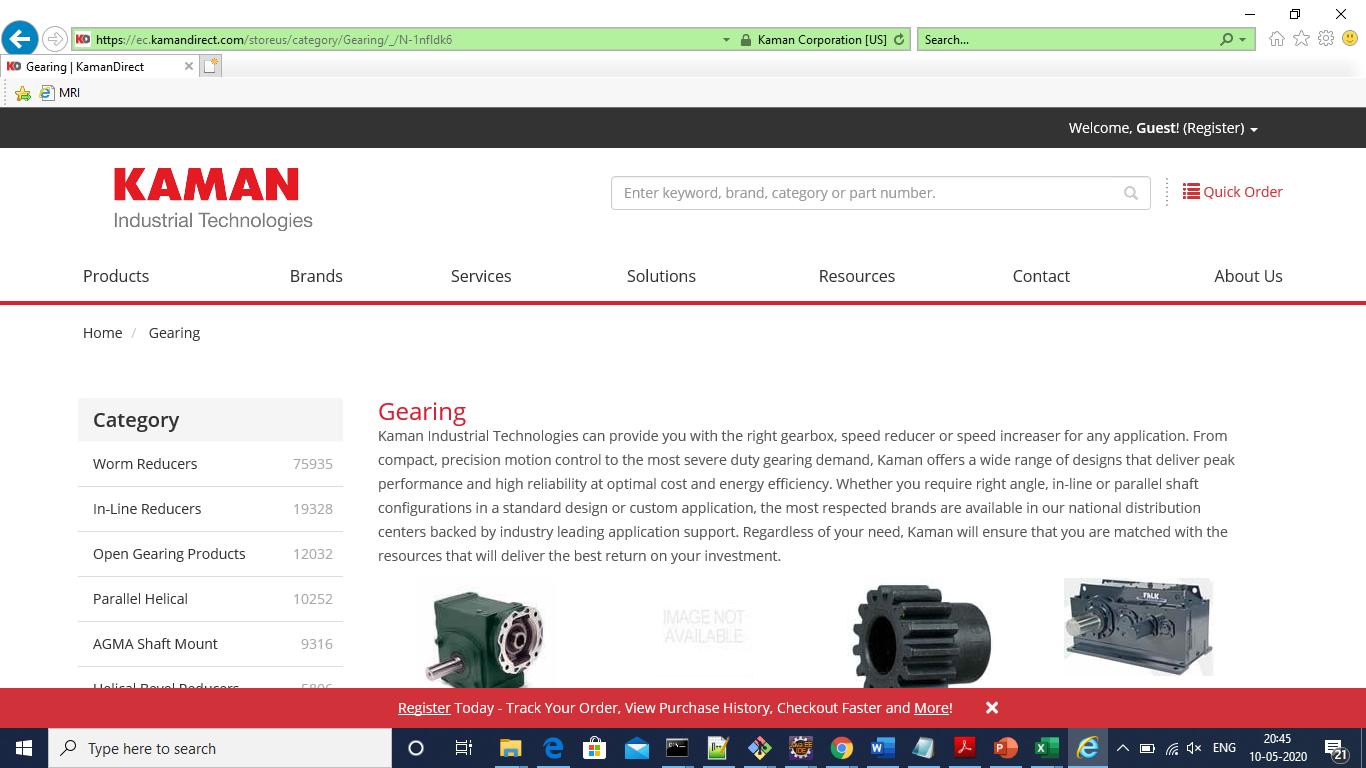 https://ec.kamandirect.com/storeus/category/Gearing/_/N-1nfldk6
Kaman Corporation [US]
Search...
Gearing | KamanDirect
MRI
Welcome, Guest! (Register)
KAMAN
Industrial Technologies
Enter keyword, brand, category or part number.
Quick Order
Products Brands Services Solutions Resources Contact About Us
Home / Gearing
Category
Worm Reducers 75935
In-Line Reducers 19328
Open Gearing Products 12032
Parallel Helical 10252
AGMA Shaft Mount 9316
Helical Bevel Reducers 5806
Gearing
Kaman Industrial Technologies can provide you with the right gearbox, speed reducer or speed increaser for any application. From
compact, precision motion control to the most severe duty gearing demand, Kaman offers a wide range of designs that deliver peak
performance and high reliability at optimal cost and energy efficiency. Whether you require right angle, in-line or parallel shaft
configurations in a standard design or custom application, the most respected brands are available in our national distribution
centers backed by industry leading application support. Regardless of your need, Kaman will ensure that you are matched with the
resources that will deliver the best return on your investment.
IMAGE NOT
AVAILABLE
FALK
Register Today - Track Your Order, View Purchase History, Checkout Faster and More!
Type here to search
ENG
20:45
10-05-2020
21